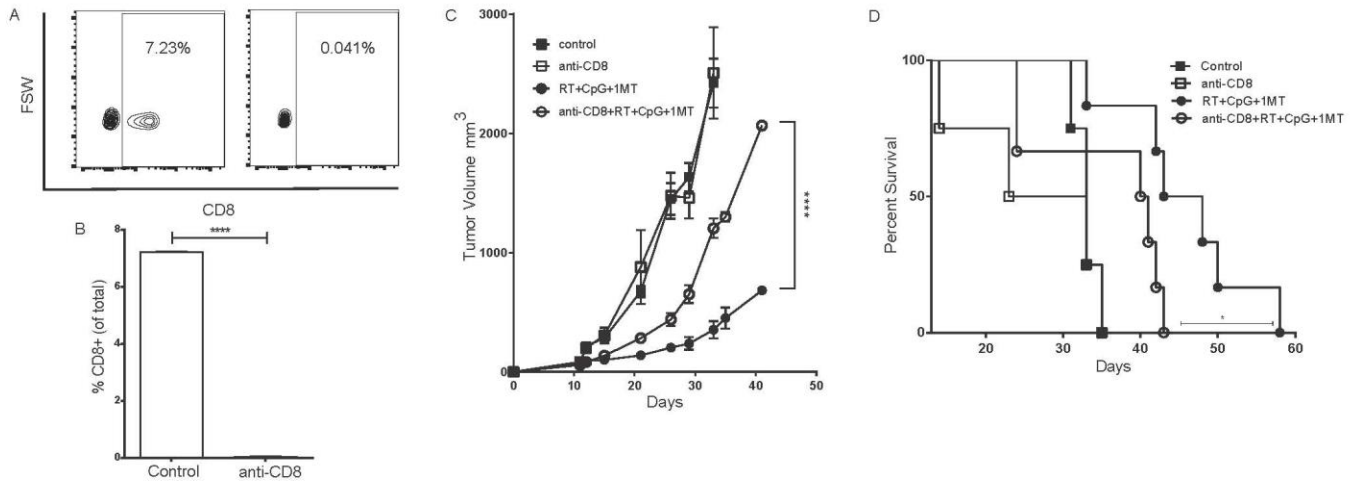 A
7.23%
0.041%
FSW
CD8
B
****
% CD8+ (of total)
8
6
4
2
0
Control
anti-CD8
C
control
anti-CD8
RT+CpG+1MT
anti-CD8+RT+CpG+1MT
Tumor Volume mm3
3000
2000
1000
0
****
0
10
20
30
40
50
Days
D
Control
anti-CD8
RT+CpG+1MT
anti-CD8+RT+CpG+1MT
Percent Survival
100
50
0
*
20
30
40
50
60
Days